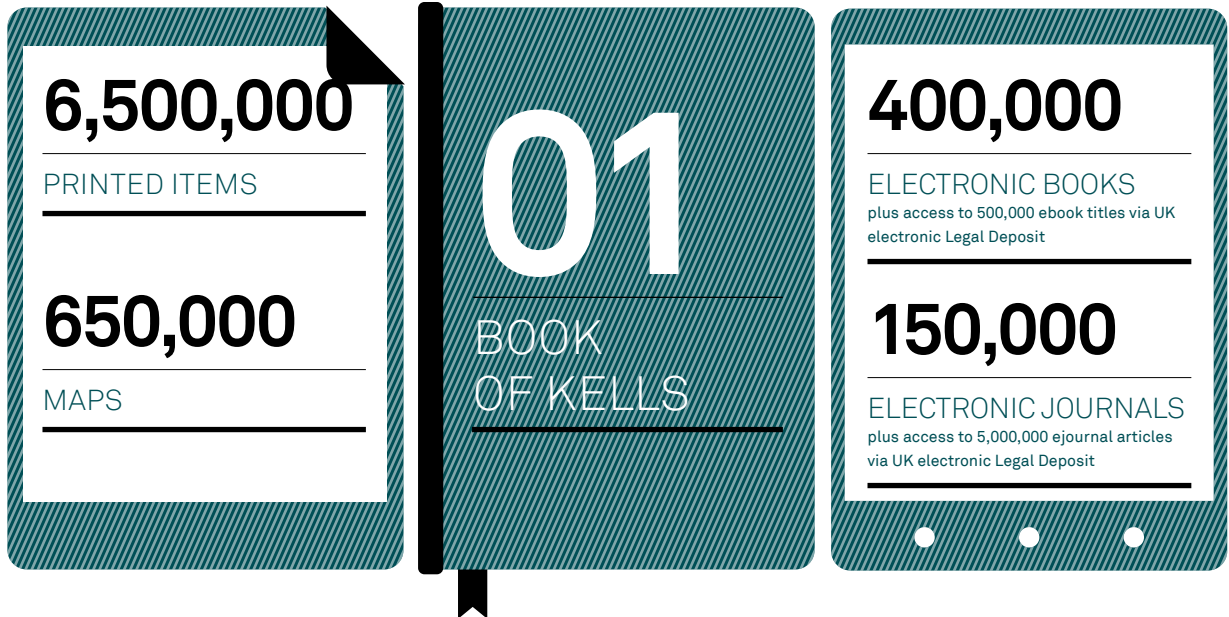 6,500,000
PRINTED ITEMS
650,000
MAPS
01
BOOK
OF KELLS
400,000
ELECTRONIC BOOKS
plus access to 500,000 ebook titles via UK
electronic Legal Deposit
150,000
ELECTRONIC JOURNALS
plus access to 5,000,000 ejournal articles
via UK electronic Legal Deposit